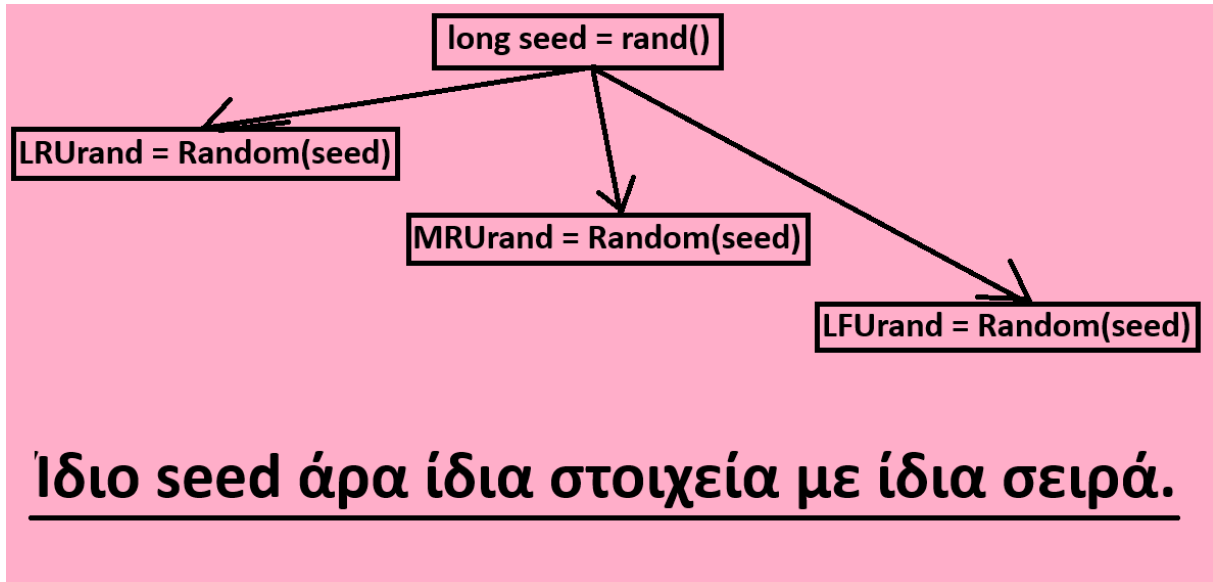 long seed = rand()
LRUrand = Random(seed)
MRUrand = Random(seed)
LFUrand = Random(seed)
Ίδιο seed άρα ίδια στοιχεία με ίδια σειρά.